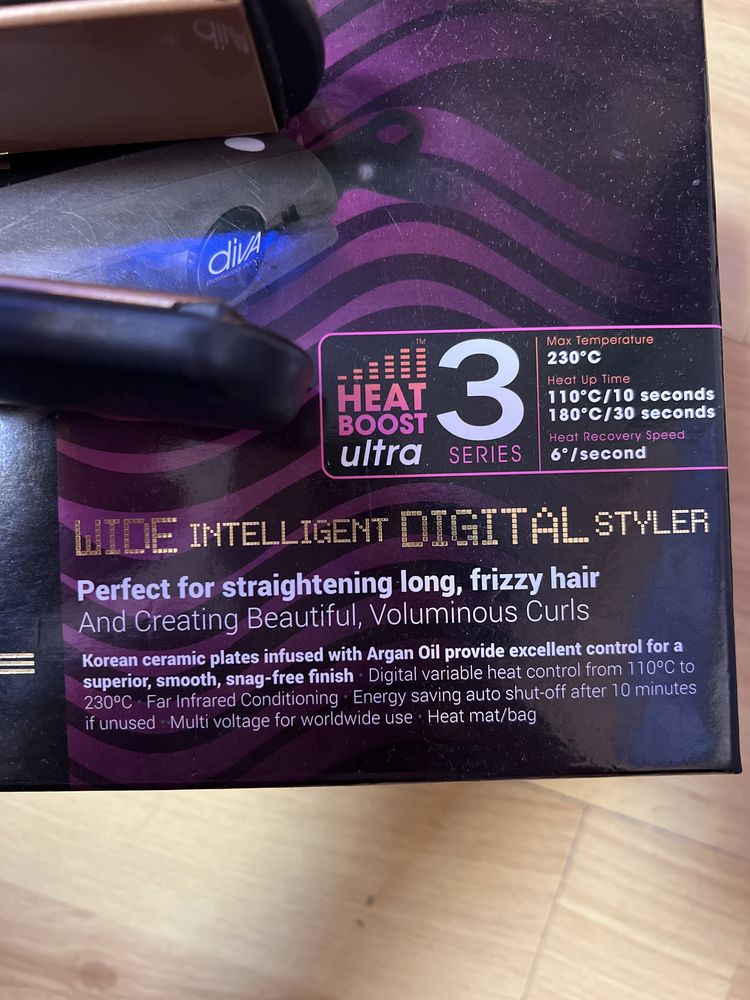 diVA
™
HEAT
BOOST
ultra
3
SERIES
Max Temperature
230°C
Heat Up Time
110°C/10 seconds
180°C/30 seconds
Heat Recovery Speed
6°/second
WIDE INTELLIGENT DIGITAL STYLER
Perfect for straightening long, frizzy hair
And Creating Beautiful, Voluminous Curls
Korean ceramic plates infused with Argan Oil provide excellent control for a
superior, smooth, snag-free finish · Digital variable heat control from 110ºC to
230ºC · Far Infrared Conditioning · Energy saving auto shut-off after 10 minutes
if unused · Multi voltage for worldwide use · Heat mat/bag